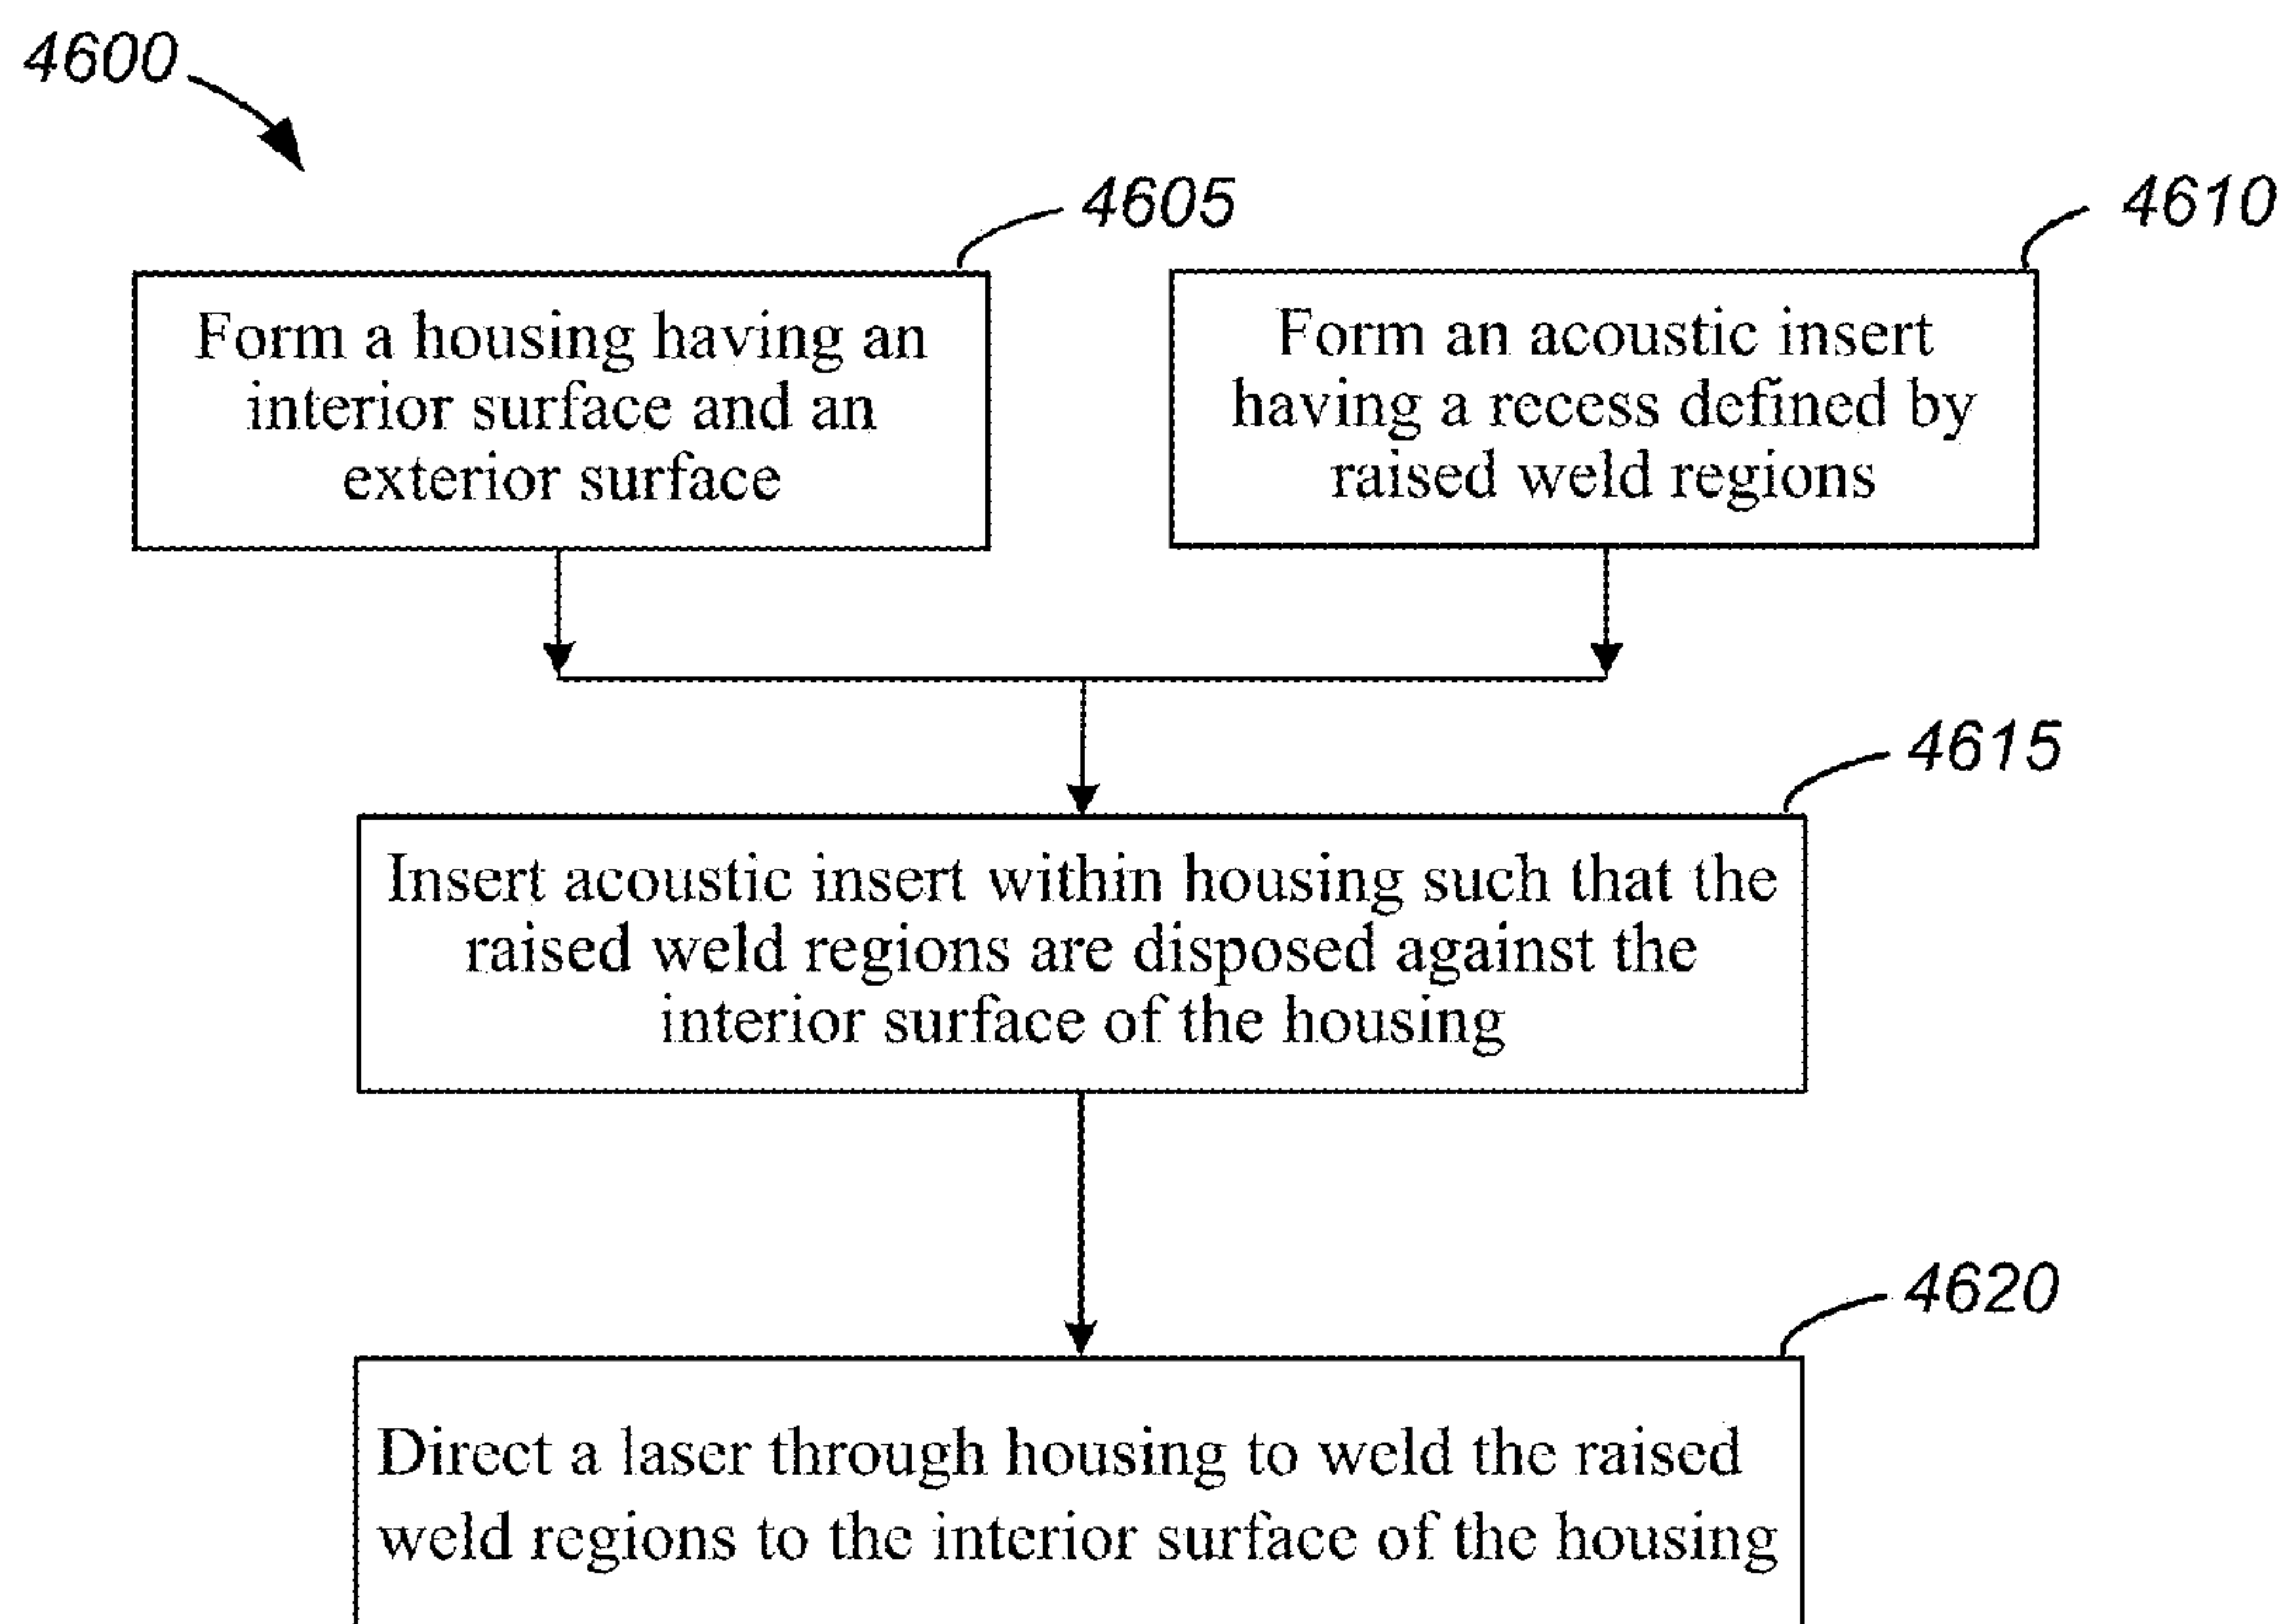 4600
4605
4610
Form a housing having an
interior surface and an
exterior surface
Form an acoustic insert
having a recess defined by
raised weld regions
4615
Insert acoustic insert within housing such that the
raised weld regions are disposed against the
interior surface of the housing
4620
Direct a laser through housing to weld the raised
weld regions to the interior surface of the housing